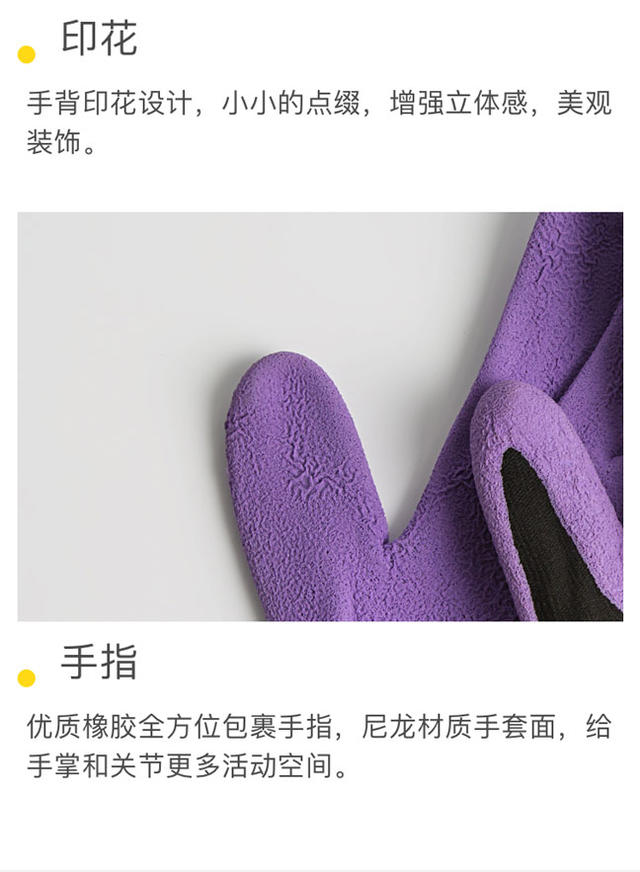 印花
手背印花设计，小小的点缀，增强立体感，美观
装饰。
手指
优质橡胶全方位包裹手指，尼龙材质手套面，给
手掌和关节更多活动空间。